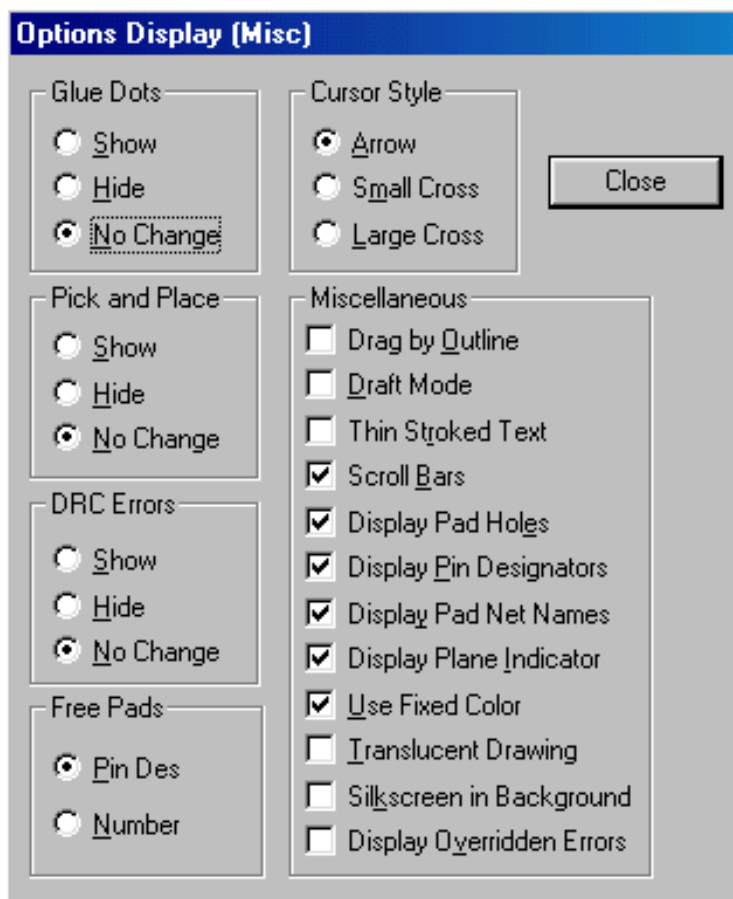 Options Display (Misc)
Glue Dots
Show
Hide
No Change
Cursor Style
Arrow
Small Cross
Large Cross
Close
Pick and Place
Show
Hide
No Change
DRC Errors
Show
Hide
No Change
Free Pads
Pin Des
Number
Miscellaneous
Drag by Outline
Draft Mode
Thin Stroked Text
Scroll Bars
Display Pad Holes
Display Pin Designators
Display Pad Net Names
Display Plane Indicator
Use Fixed Color
Translucent Drawing
Silkscreen in Background
Display Overridden Errors